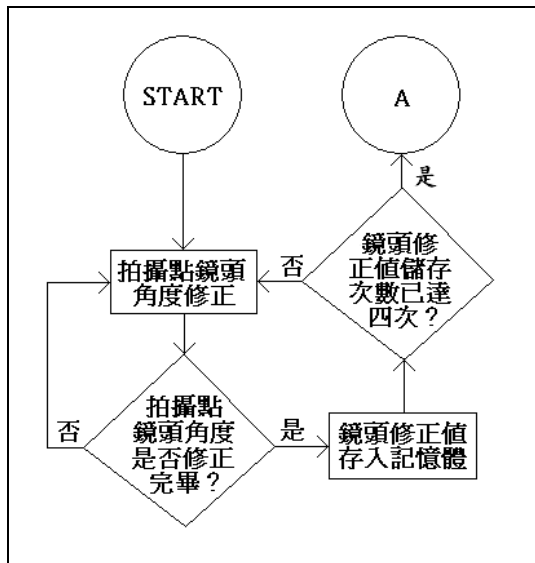 START
A
是
鏡頭修
正值儲存
次數已達
四次？
否
拍攝點鏡頭
角度修正
拍攝點
鏡頭角度
是否修正
完畢？
否
是
鏡頭修正值
存入記憶體